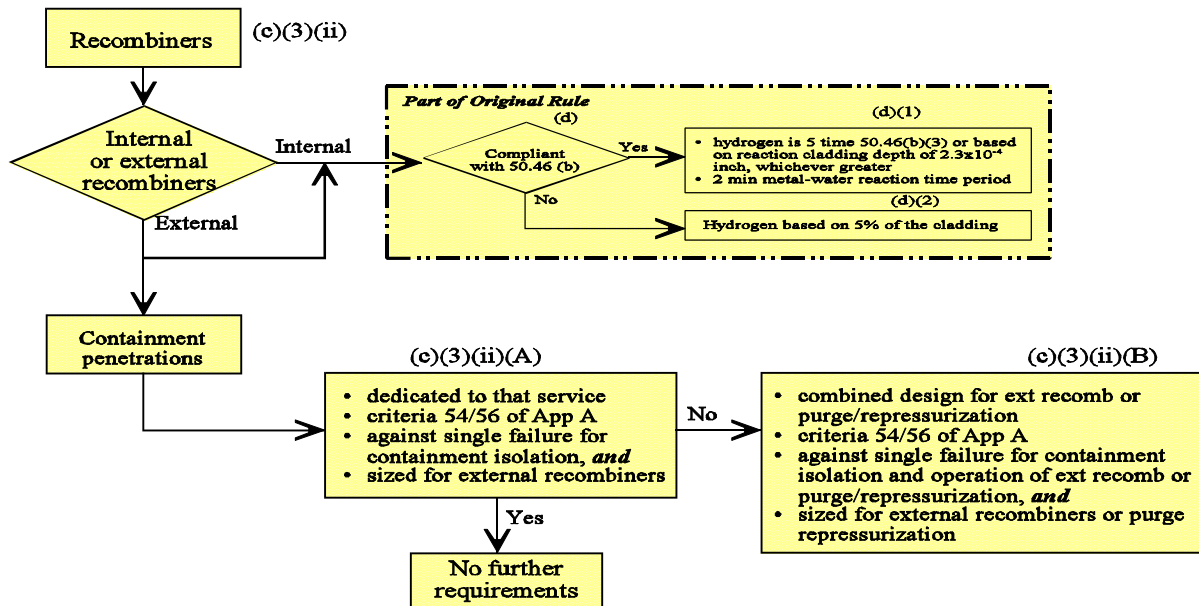 Recombiners
(c)(3)(ii)
Internal
or external
recombiners
Internal
External
Part of Original Rule
(d)
Compliant
with 50.46 (b)
Yes
No
(d)(1)
• hydrogen is 5 time 50.46(b)(3) or based
on reaction cladding depth of 2.3x10⁻⁴
inch, whichever greater
• 2 min metal-water reaction time period
(d)(2)
Hydrogen based on 5% of the cladding
Containment
penetrations
(c)(3)(ii)(A)
• dedicated to that service
• criteria 54/56 of App A
• against single failure for
containment isolation, and
• sized for external recombiners
No
Yes
No further
requirements
(c)(3)(ii)(B)
• combined design for ext recomb or
purge/repressurization
• criteria 54/56 of App A
• against single failure for containment
isolation and operation of ext recomb or
purge/repressurization, and
• sized for external recombiners or purge
repressurization